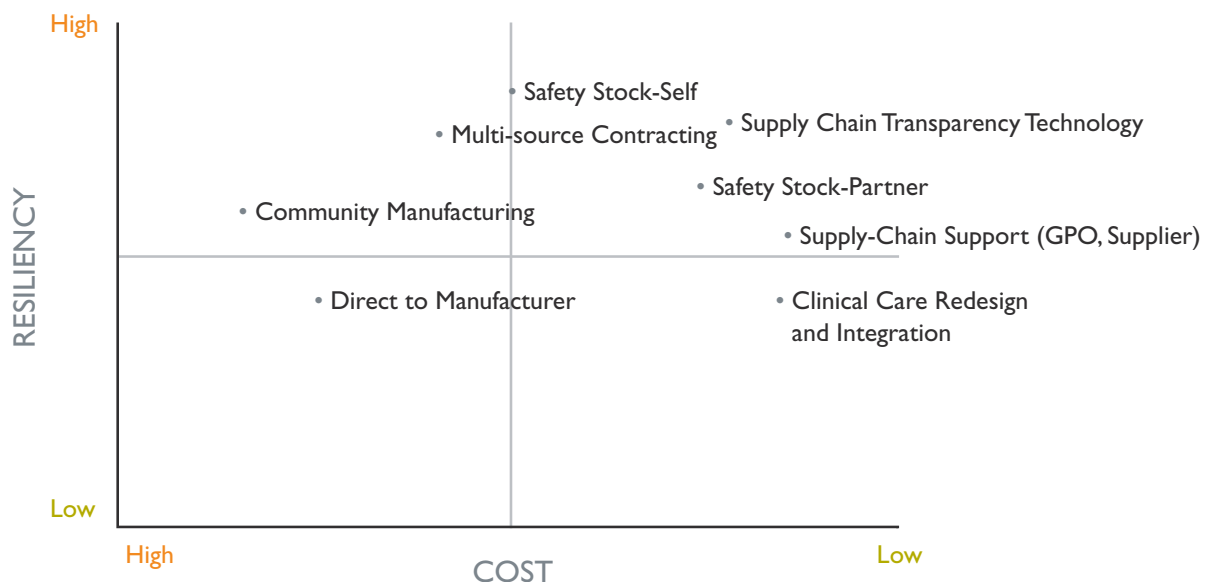 High
• Safety Stock-Self
• Supply Chain Transparency Technology
• Multi-source Contracting
• Safety Stock-Partner
• Community Manufacturing
• Supply-Chain Support (GPO, Supplier)
RESILIENCY
• Direct to Manufacturer
• Clinical Care Redesign
and Integration
Low
High
Low
COST